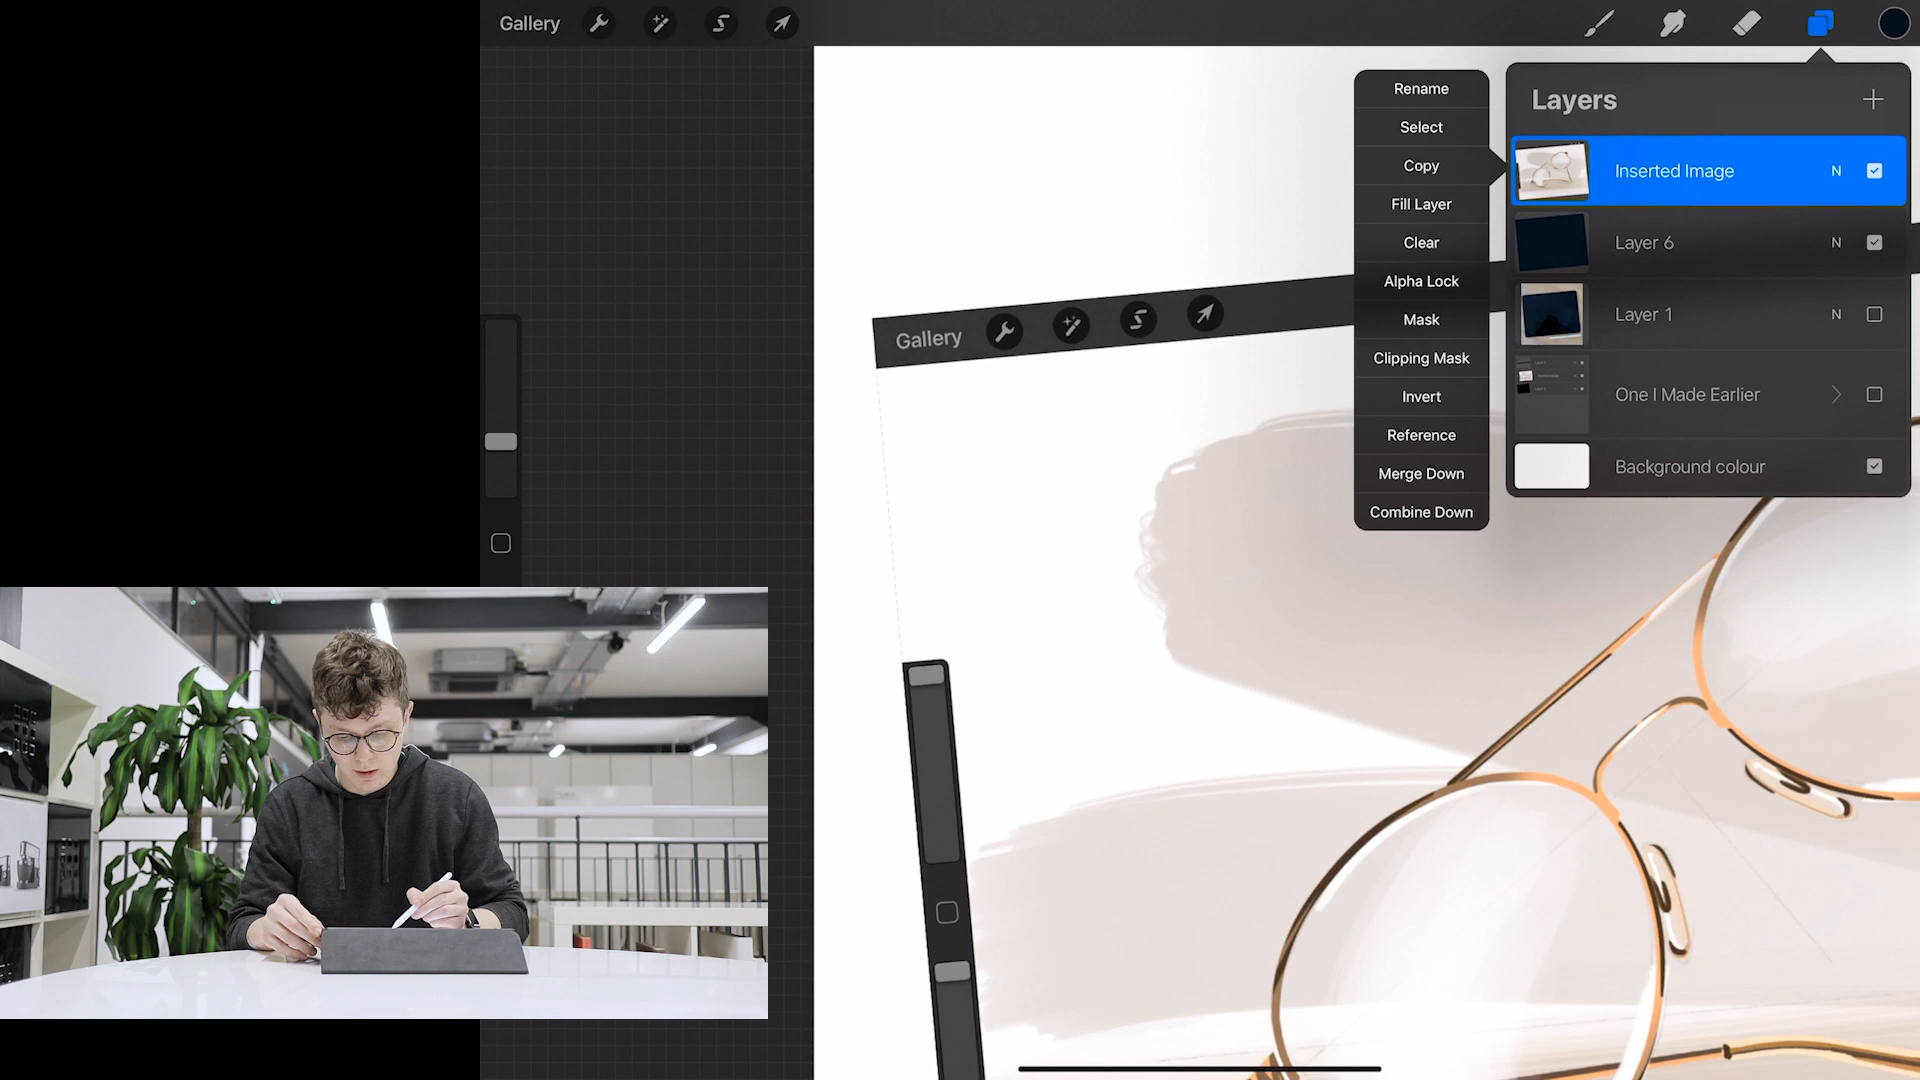 Gallery
Layers
Rename
Select
Copy
Fill Layer
Clear
Alpha Lock
Mask
Clipping Mask
Invert
Reference
Merge Down
Combine Down
Inserted Image N
Layer 6 N
Layer 1 N
One I Made Earlier
Background colour
Gallery